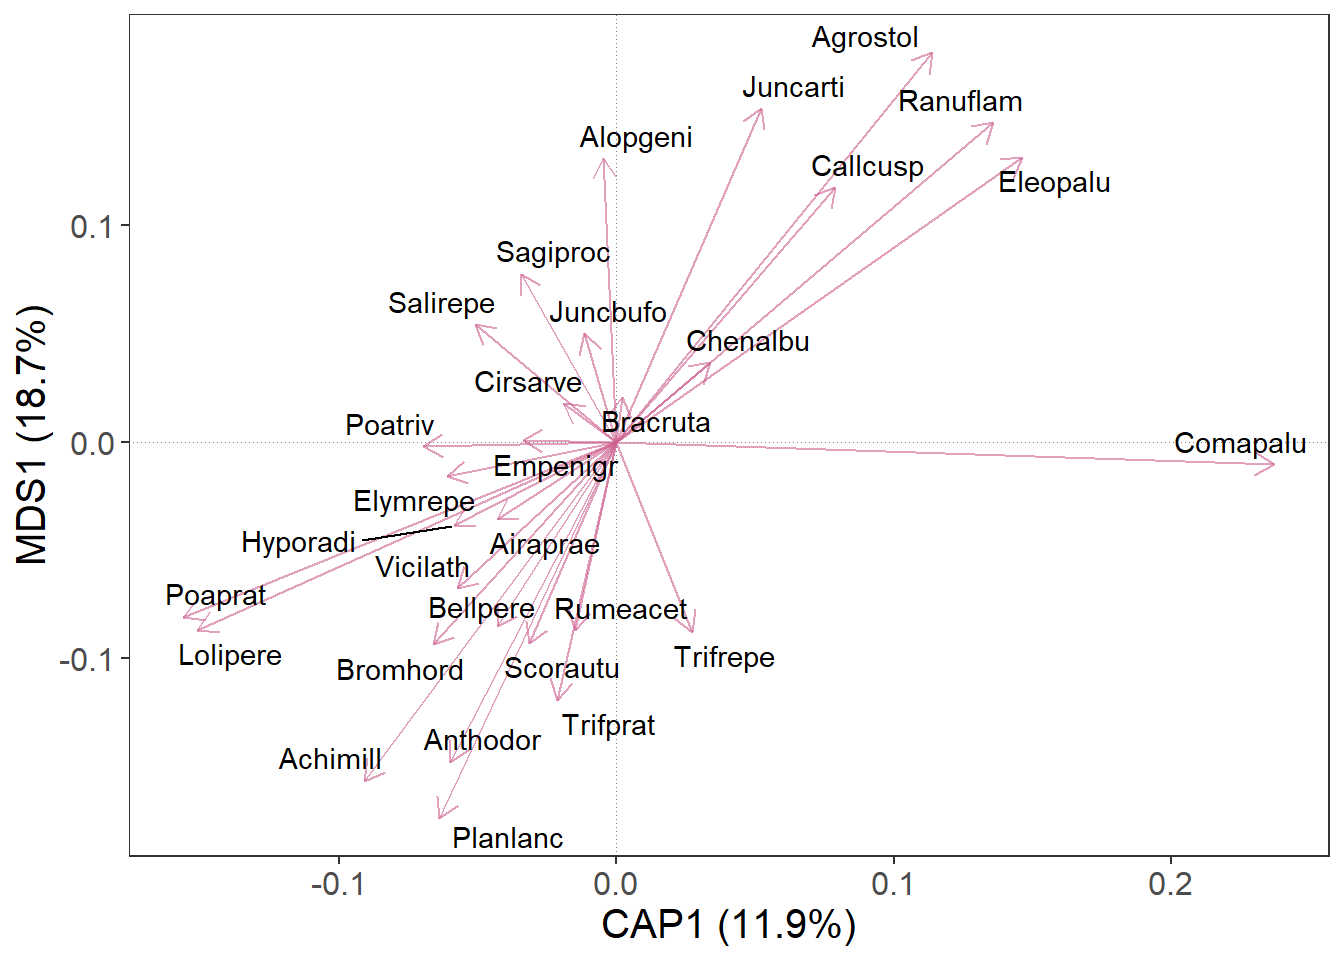 Agrostol
Juncarti
Ranuflam
Alopgeni
Callcusp
Eleopalu
0.1
Sagiproc
Salirepe
Juncbufo
Chenalbu
Cirsarve
Poatriv
Bracruta
0.0
Comapalu
Empenigr
Elymrepe
Hyporadi
Airaprae
Vicilath
Poaprat
Bellpere
Rumeacet
Lolipere
-0.1
Bromhord
Scorautu
Trifrepe
Trifprat
Anthodor
Achimill
Planlanc
MDS1 (18.7%)
-0.1 0.0 0.1 0.2
CAP1 (11.9%)